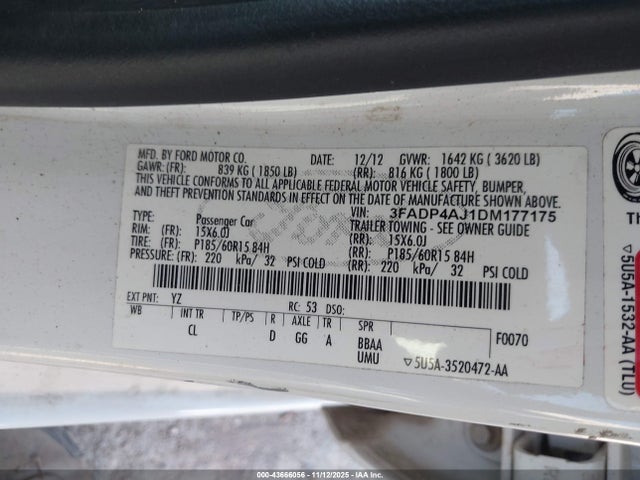 MFD. BY FORD MOTOR CO. DATE: 12/12 GVWR: 1642 KG ( 3620 LB)
GAWR: (FR): 839 KG ( 1850 LB) (RR): 816 KG ( 1800 LB)
THIS VEHICLE CONFORMS TO ALL APPLICABLE FEDERAL MOTOR VEHICLE SAFETY, BUMPER,
AND THEFT PREVENTION STANDARDS IN EFFECT ON THE DATE OF MANUFACTURE SHOWN ABOVE.
VIN: 3FADP4AJ1DM177175
TYPE: Passenger Car TRAILER TOWING - SEE OWNER GUIDE
RIM: (FR) 15X6.0J (RR): 15X6.0J
TIRE: (FR) P185/60R15 84H (RR): P185/60R15 84H
PRESSURE: (FR) 220 kPa/ 32 PSI COLD (RR): 220 kPa/ 32 PSI COLD
EXT PNT: YZ RC: 53 DSO:
WB INT TR TP/PS R AXLE TR SPR F0070
CL D GG A BBAA
UMU ▽5U5A-3520472-AA
▽5U5A-1532-AA (TLU)
000-43666056 - 11/12/2025 - IAA, Inc.